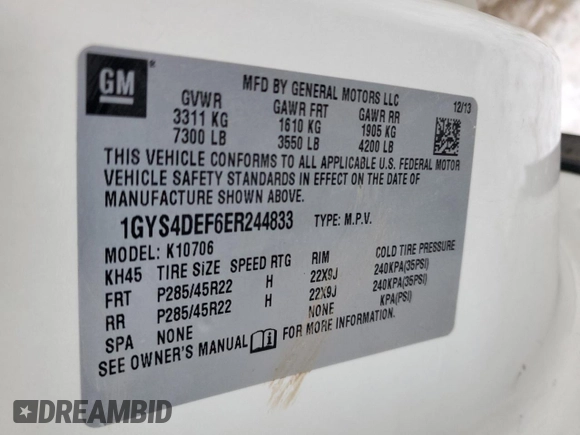 GM
®
MFD BY GENERAL MOTORS LLC
12/13
GVWR GAWR FRT GAWR RR
3311 KG 1610 KG 1905 KG
7300 LB 3550 LB 4200 LB
THIS VEHICLE CONFORMS TO ALL APPLICABLE U.S. FEDERAL MOTOR
VEHICLE SAFETY STANDARDS IN EFFECT ON THE DATE OF
MANUFACTURE SHOWN ABOVE.
1GYS4DEF6ER244833 TYPE: M.P.V.
MODEL: K10706
KH45 TIRE SIZE SPEED RTG RIM COLD TIRE PRESSURE
FRT P285/45R22 H 22X9J 240KPA(35PSI)
RR P285/45R22 H 22X9J 240KPA(35PSI)
SPA NONE NONE KPA(PSI)
SEE OWNER'S MANUAL i FOR MORE INFORMATION.
DREAMBID